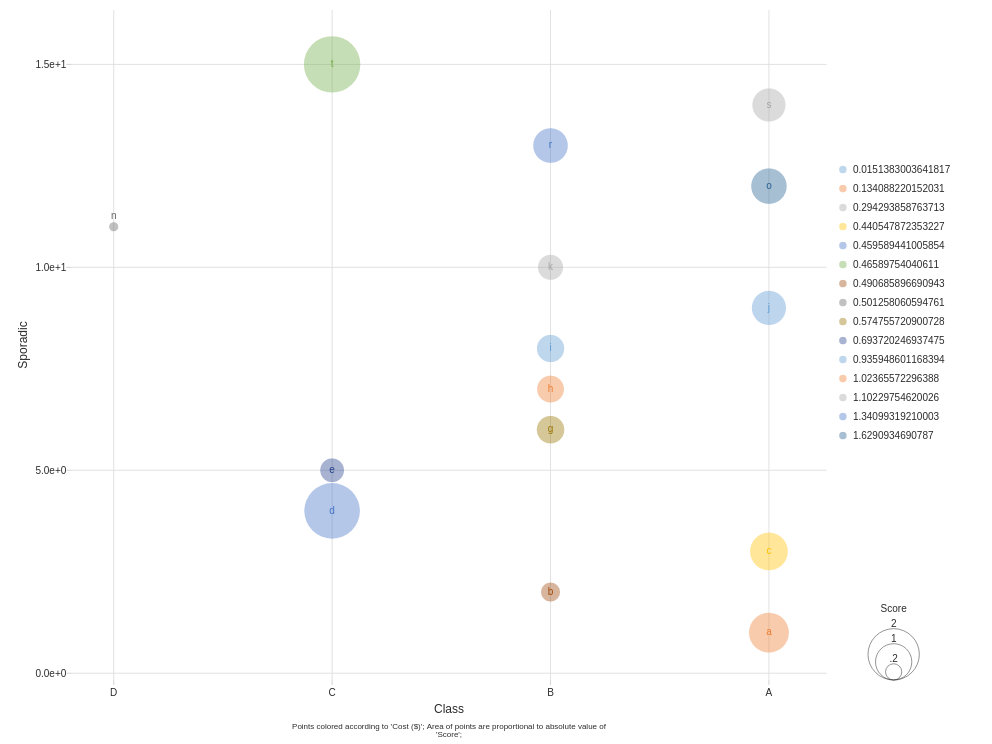 1.5e+1
1.0e+1
5.0e+0
0.0e+0
Sporadic
t
s
r
o
n
k
j
i
h
g
e
d
c
b
a
D
C
B
A
Class
Points colored according to 'Cost ($)'; Area of points are proportional to absolute value of
'Score';
0.0151383003641817
0.134088220152031
0.294293858763713
0.440547872353227
0.459589441005854
0.46589754040611
0.490685896690943
0.501258060594761
0.574755720900728
0.693720246937475
0.935948601168394
1.02365572296388
1.10229754620026
1.34099319210003
1.6290934690787
Score
2
1
.2